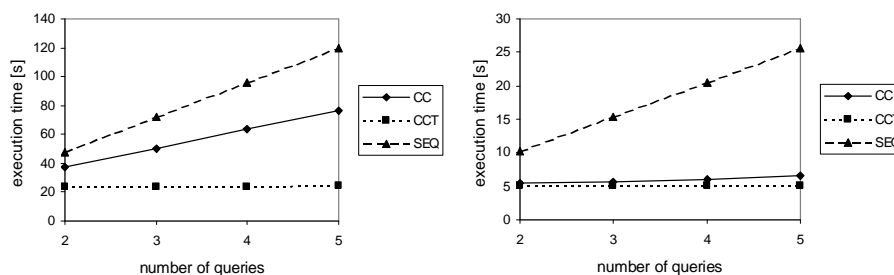 140
120
100
80
60
40
20
0
execution time [s]
2 3 4 5
number of queries
CC
CCT
SEQ
30
25
20
15
10
5
0
execution time [s]
2 3 4 5
number of queries
CC
CCT
SEQ